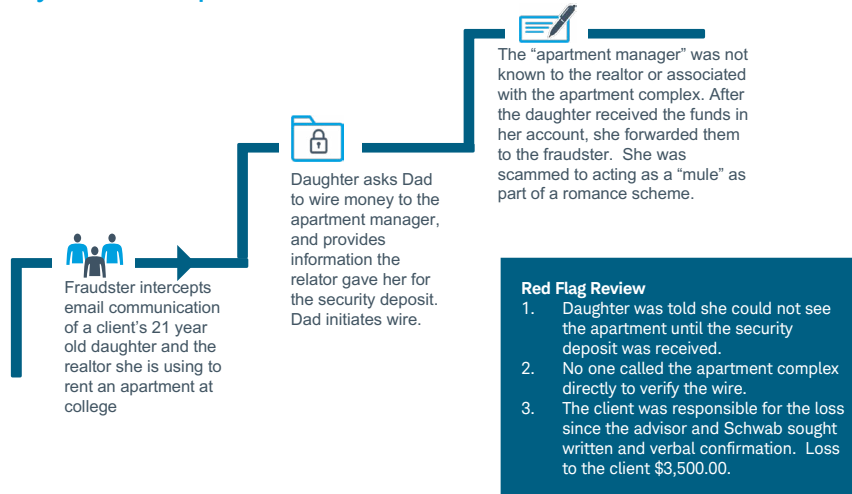 Fraudster intercepts
email communication
of a client's 21 year
old daughter and the
realtor she is using to
rent an apartment at
college
Daughter asks Dad
to wire money to the
apartment manager,
and provides
information the
relator gave her for
the security deposit.
Dad initiates wire.
The “apartment manager” was not
known to the realtor or associated
with the apartment complex. After
the daughter received the funds in
her account, she forwarded them
to the fraudster.  She was
scammed to acting as a “mule” as
part of a romance scheme.
Red Flag Review
1. Daughter was told she could not see
the apartment until the security
deposit was received.
2. No one called the apartment complex
directly to verify the wire.
3. The client was responsible for the loss
since the advisor and Schwab sought
written and verbal confirmation.  Loss
to the client $3,500.00.